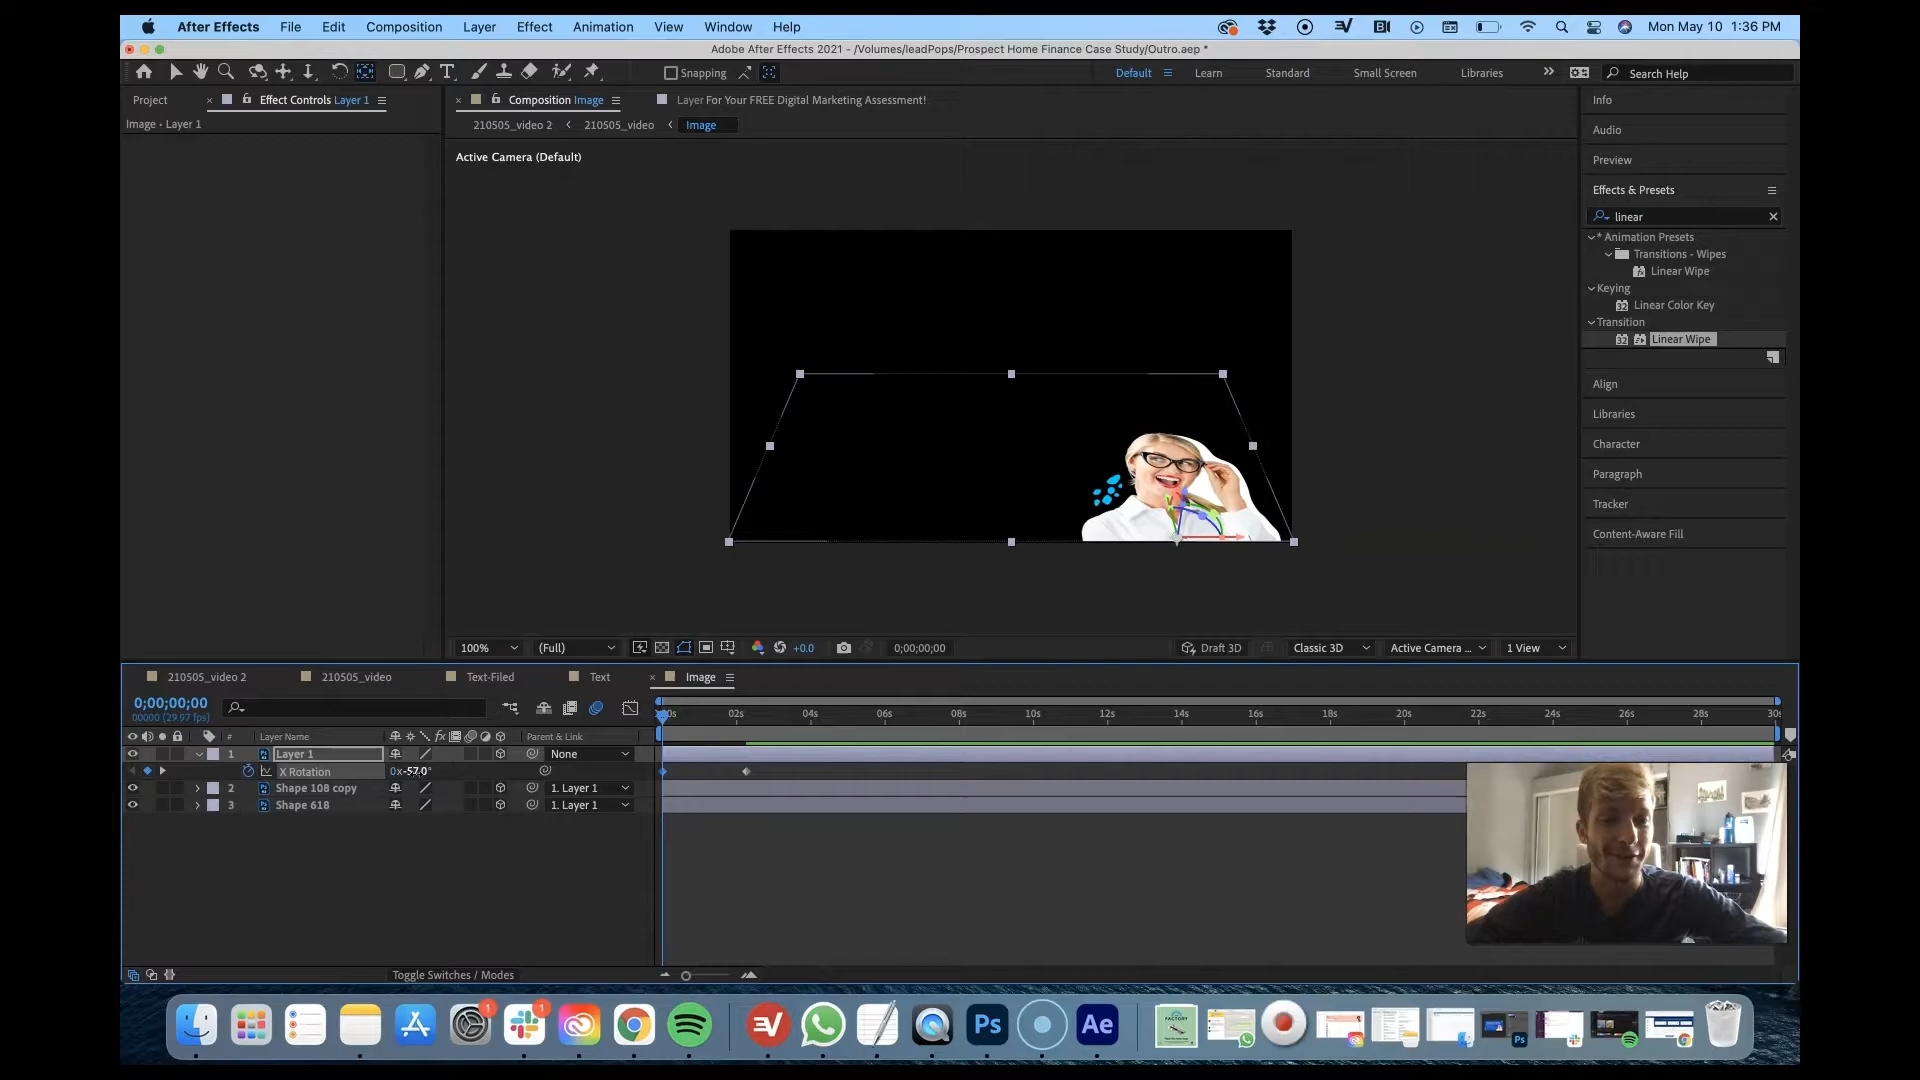 After Effects File Edit Composition Layer Effect Animation View Window Help Mon May 10 1:36 PM
Adobe After Effects 2021 - /Volumes/leadPops/Prospect Home Finance Case Study/Outro.aep *
Snapping Default Learn Standard Small Screen Libraries Search Help
Project Effect Controls Layer 1 Composition Image Layer For Your FREE Digital Marketing Assessment! Info
Image • Layer 1 210505_video 2 210505_video Image
Audio
Active Camera (Default)
Preview
Effects & Presets
linear
* Animation Presets
Transitions - Wipes
Linear Wipe
Keying
32 Linear Color Key
Transition
32 Linear Wipe
Align
Libraries
Character
Paragraph
Tracker
Content-Aware Fill
100% (Full) +0.0 0;00;00;00 Draft 3D Classic 3D Active Camera ... 1 View
210505_video 2 210505_video Text-Filed Text Image
0;00;00;00
00000 (29.97 fps)
02s 04s 06s 08s 10s 12s 14s 16s 18s 20s 22s 24s 26s 28s
# Layer Name fx Parent & Link
1 Layer 1 None
X Rotation 0x-57.0°
2 Shape 108 copy 1. Layer 1
3 Shape 618 1. Layer 1
Toggle Switches / Modes
1 1 Ps Ae
FACTORY